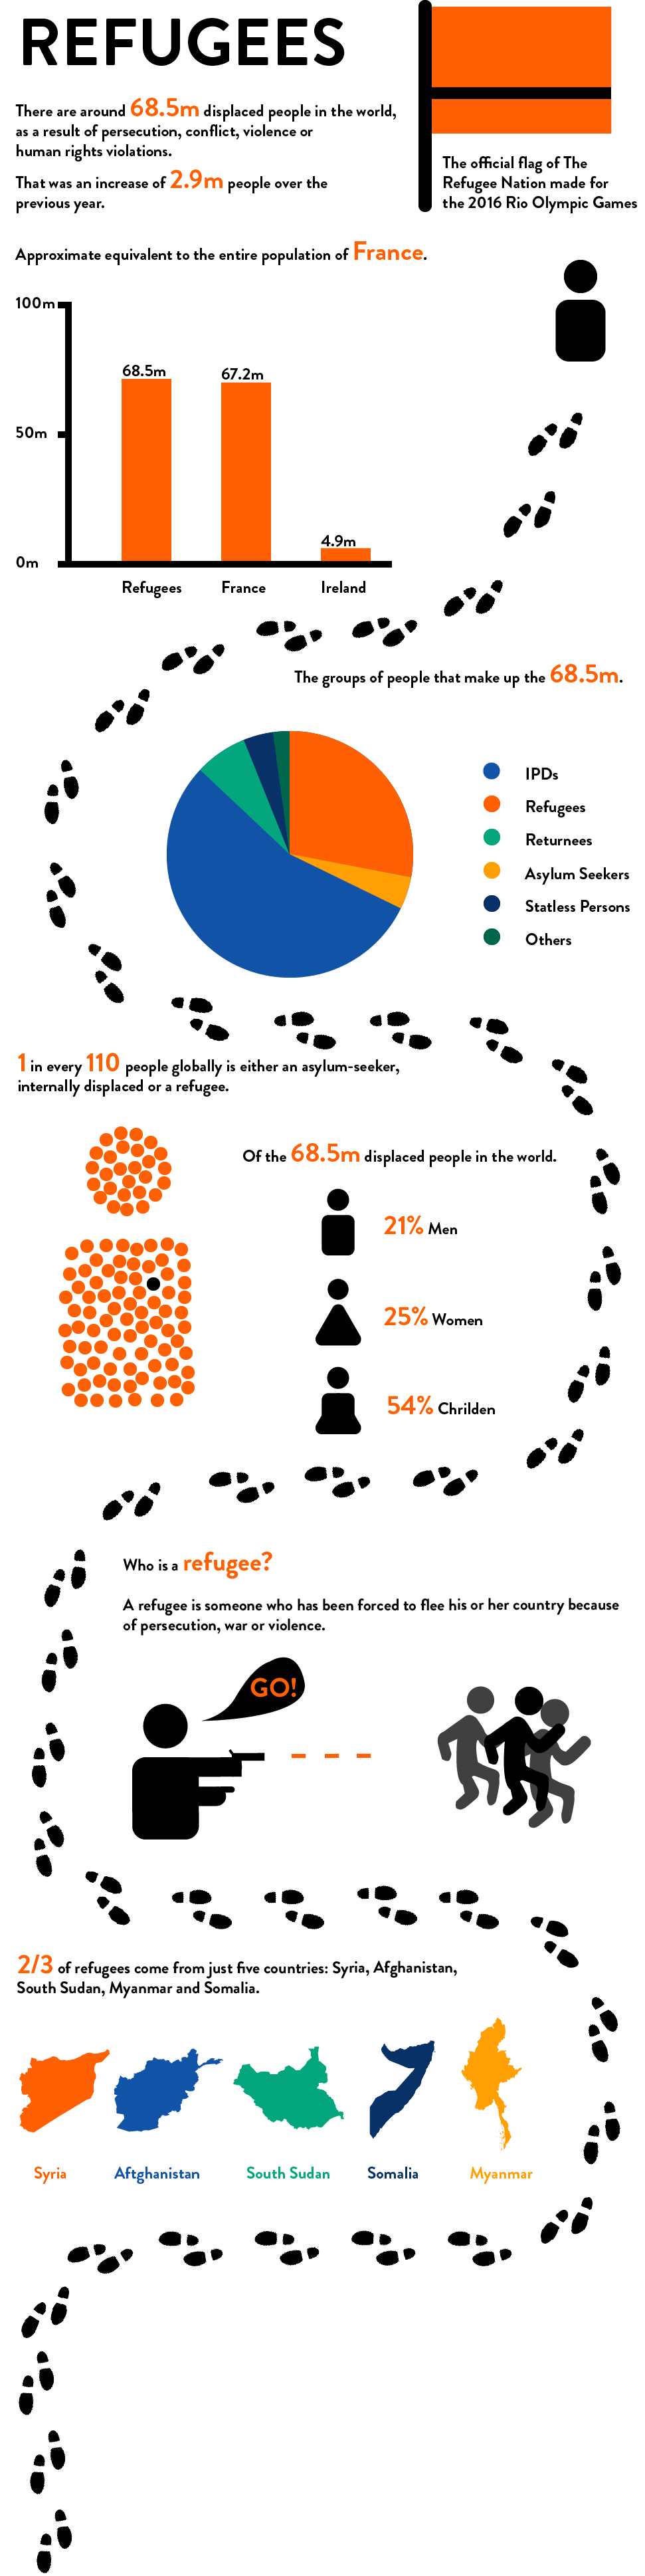 REFUGEES
There are around 68.5m displaced people in the world,
as a result of persecution, conflict, violence or
human rights violations.
That was an increase of 2.9m people over the
previous year.
The official flag of The
Refugee Nation made for
the 2016 Rio Olympic Games
Approximate equivalent to the entire population of France.
100m
50m
0m
68.5m
67.2m
4.9m
Refugees
France
Ireland
The groups of people that make up the 68.5m.
IPDs
Refugees
Returnees
Asylum Seekers
Statless Persons
Others
1 in every 110 people globally is either an asylum-seeker,
internally displaced or a refugee.
Of the 68.5m displaced people in the world.
21% Men
25% Women
54% Chrilden
Who is a refugee?
A refugee is someone who has been forced to flee his or her country because
of persecution, war or violence.
GO!
2/3 of refugees come from just five countries: Syria, Afghanistan,
South Sudan, Myanmar and Somalia.
Syria
Aftghanistan
South Sudan
Somalia
Myanmar